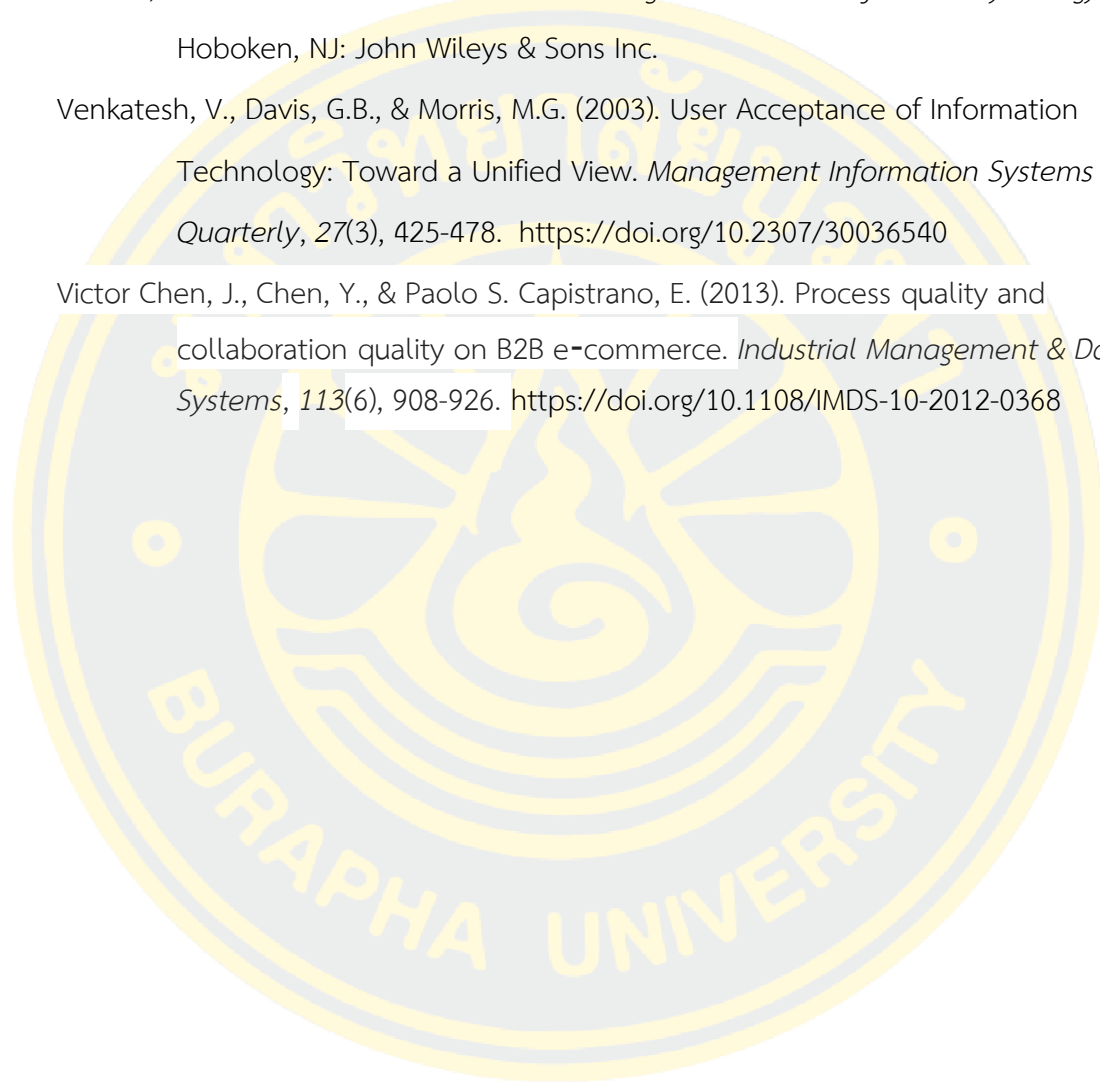 Hoboken, NJ: John Wileys & Sons Inc.
Venkatesh, V., Davis, G.B., & Morris, M.G. (2003). User Acceptance of Information
Technology: Toward a Unified View. Management Information Systems
Quarterly, 27(3), 425-478. https://doi.org/10.2307/30036540
Victor Chen, J., Chen, Y., & Paolo S. Capistrano, E. (2013). Process quality and
collaboration quality on B2B e-commerce. Industrial Management &
Systems, 113(6), 908-926. https://doi.org/10.1108/IMDS-10-2012-0368
BURAPHA UNIVERSITY